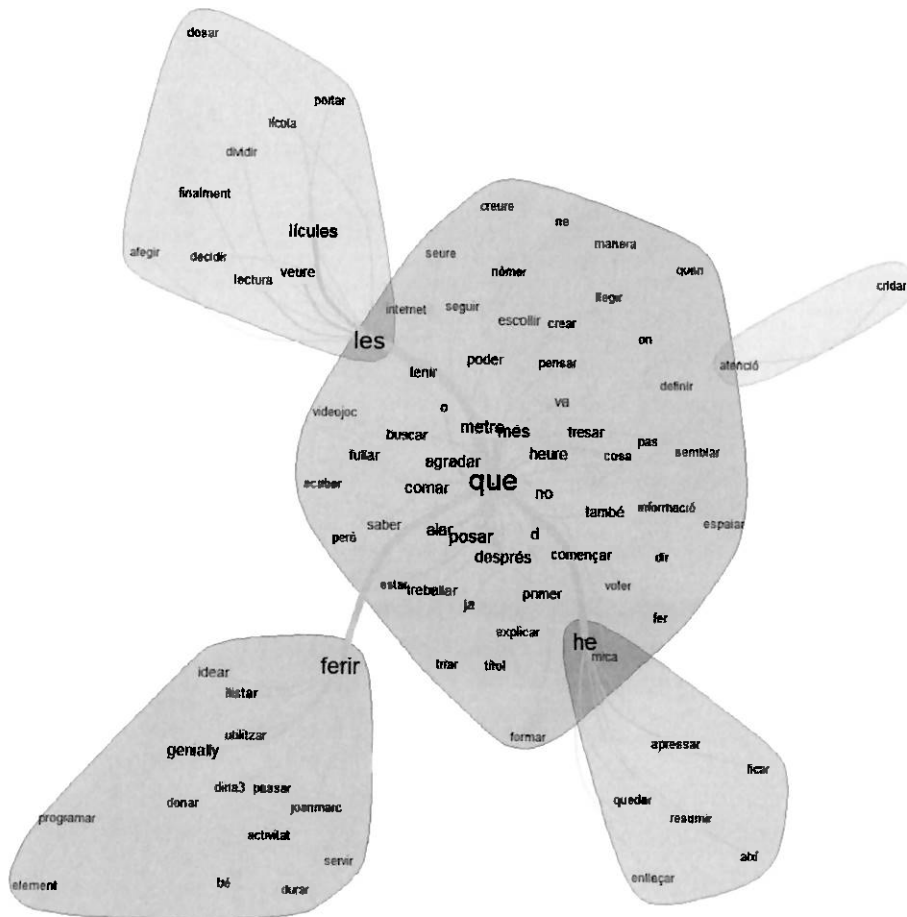 dosar
portar
lícola
dividir
finalment
lícules
afegir
decidir
veure
lectura
creure
ne
manera
seure
quan
nómer
cridar
llegir
internet
seguir
escollir
crear
les
on
poder
pensar
atenció
tenir
definir
va
videojoc
o
metre
més
tresar
buscar
pas
fullar
heure
cosa
semblar
agradar
acabar
comar
que
no
també
informació
saber
espaiar
però
alar
posar
d
després
començar
dir
estar
treballar
voler
primer
ja
fer
explicar
he
mica
ferir
triar
títol
idear
llistar
utilitzar
formar
genially
apressar
ficar
dina3
passar
donar
joanmarc
quedar
programar
resumir
activitat
així
servir
enllaçar
element
bé
durar